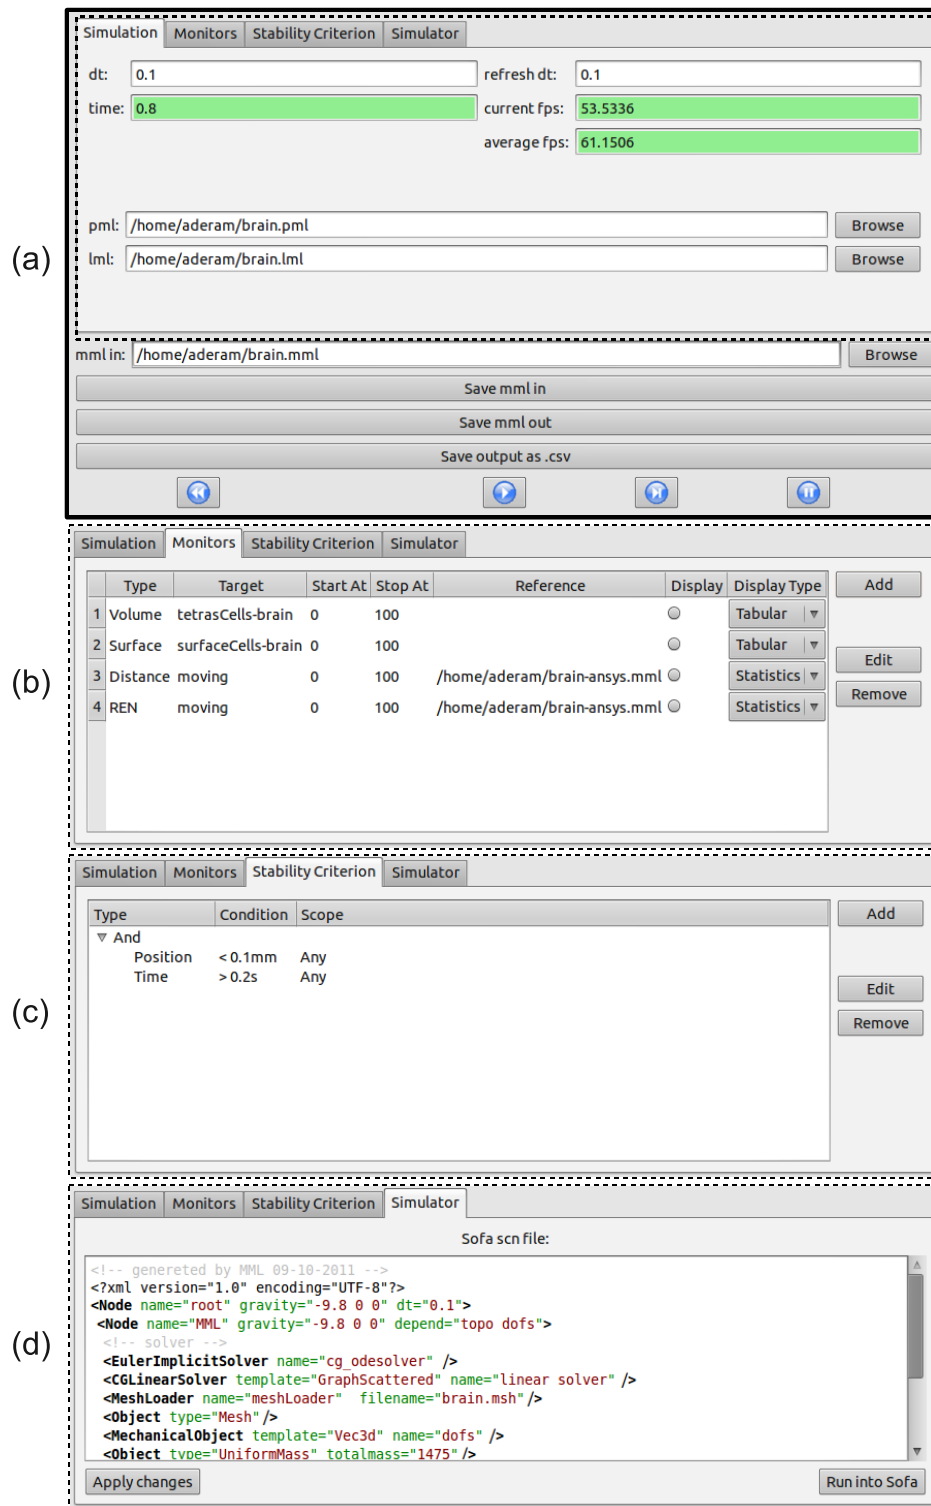 Simulation Monitors Stability Criterion Simulator
dt: 0.1 refresh dt: 0.1
time: 0.8 current fps: 53.5336
average fps: 61.1506
pml: /home/aderam/brain.pml Browse
(a)
lml: /home/aderam/brain.lml Browse
mml in: /home/aderam/brain.mml Browse
Save mml in
Save mml out
Save output as .csv
Simulation Monitors Stability Criterion Simulator
Type Target Start At Stop At Reference Display Display Type Add
1 Volume tetrasCells-brain 0 100 Tabular
2 Surface surfaceCells-brain 0 100 Tabular
Edit
(b)
3 Distance moving 0 100 /home/aderam/brain-ansys.mml Statistics
Remove
4 REN moving 0 100 /home/aderam/brain-ansys.mml Statistics
Simulation Monitors Stability Criterion Simulator
Type Condition Scope Add
And
Position < 0.1mm Any
Time > 0.2s Any
Edit
(c)
Remove
Simulation Monitors Stability Criterion Simulator
Sofa scn file:
<!-- genereted by MML 09-10-2011 -->
<?xml version="1.0" encoding="UTF-8"?>
<Node name="root" gravity="-9.8 0 0" dt="0.1">
<Node name="MML" gravity="-9.8 0 0" depend="topo dofs">
(d)
<!-- solver -->
<EulerImplicitSolver name="cg_odesolver" />
<CGLinearSolver template="GraphScattered" name="linear solver" />
<MeshLoader name="meshLoader" filename="brain.msh"/>
<Object type="Mesh"/>
<MechanicalObject template="Vec3d" name="dofs" />
<Object type="UniformMass" totalmass="1475"/>
Apply changes Run into Sofa